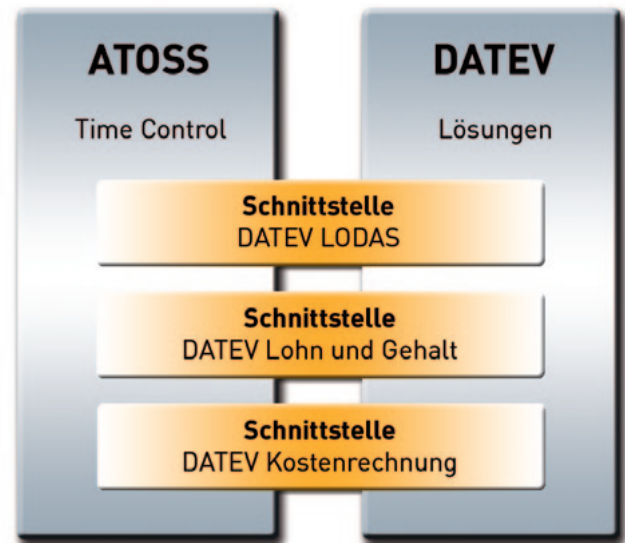 ATOSS
Time Control
DATEV
Lösungen
Schnittstelle
DATEV LODAS
Schnittstelle
DATEV Lohn und Gehalt
Schnittstelle
DATEV Kostenrechnung